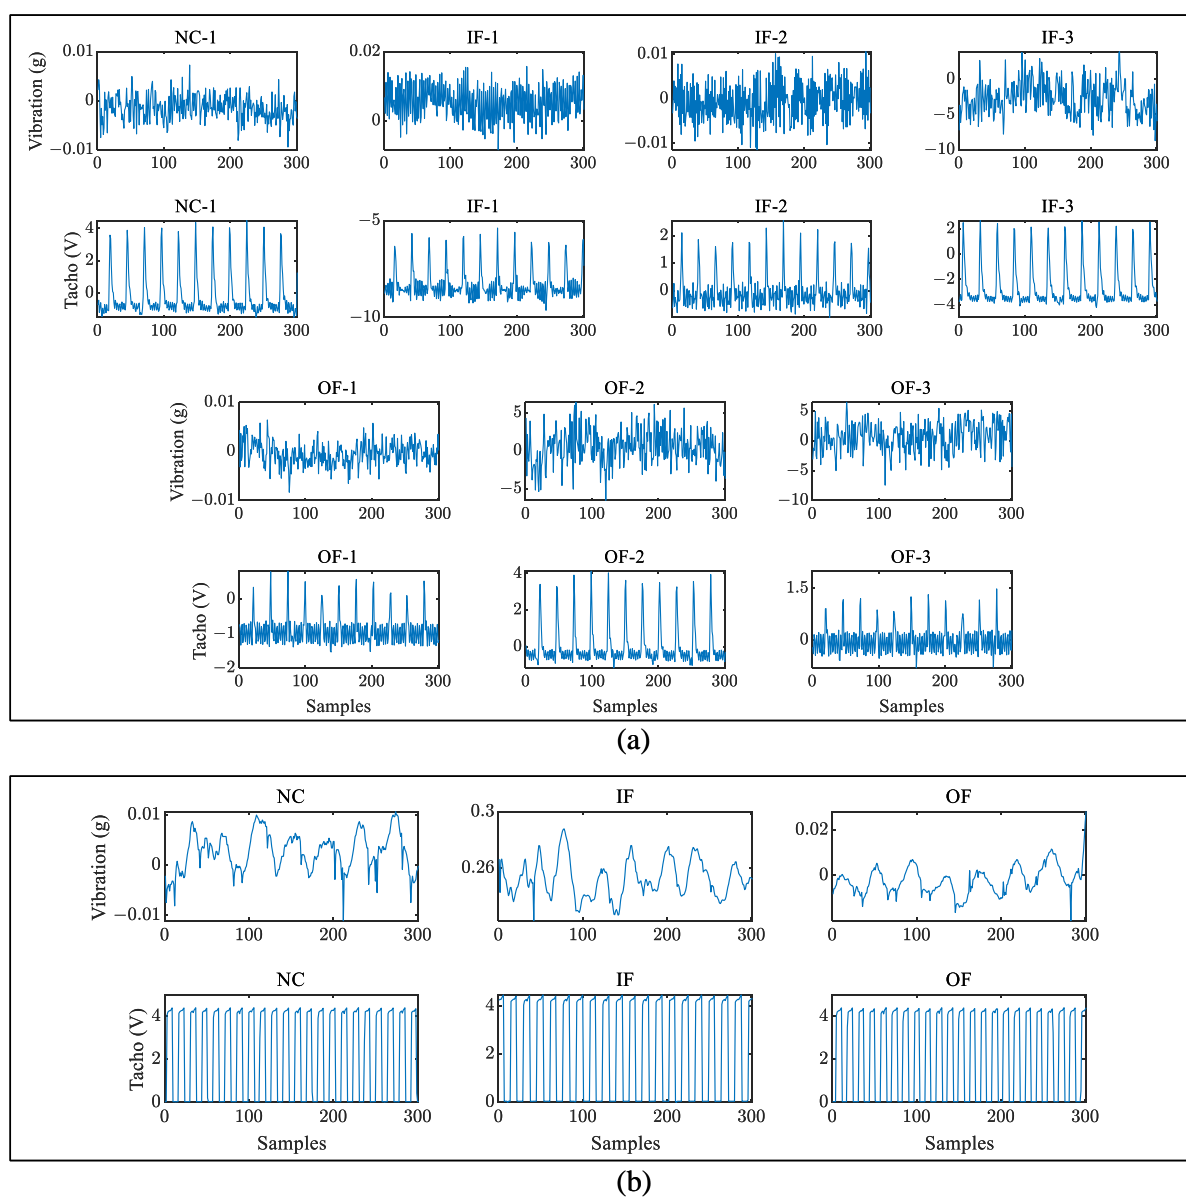 NC-1 IF-1 IF-2 IF-3
Vibration (g)
0.01 0 −0.01 0 100 200 300
0.02 0 0 100 200 300
0.01 0 −0.01 0 100 200 300
0 −5 −10 0 100 200 300
NC-1 IF-1 IF-2 IF-3
Tacho (V)
4 2 0 0 100 200 300
−5 −10 0 100 200 300
2 1 0 0 100 200 300
2 0 −2 −4 0 100 200 300
OF-1 OF-2 OF-3
Vibration (g)
0.01 0 −0.01 0 100 200 300
5 0 −5 0 100 200 300
5 0 −5 −10 0 100 200 300
OF-1 OF-2 OF-3
Tacho (V)
0 −1 −2 0 100 200 300
4 2 0 0 100 200 300
1.5 0 0 100 200 300
Samples Samples Samples
(a)
NC IF OF
Vibration (g)
0.01 0 −0.01 0 100 200 300
0.3 0.26 0 100 200 300
0.02 0 0 100 200 300
NC IF OF
Tacho (V)
4 2 0 0 100 200 300
4 2 0 0 100 200 300
4 2 0 0 100 200 300
Samples Samples Samples
(b)